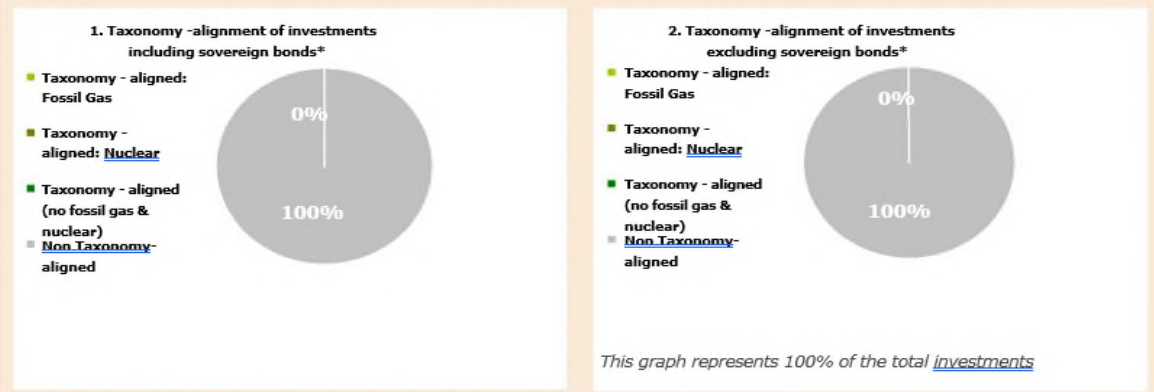 1. Taxonomy -alignment of investments
including sovereign bonds*
Taxonomy - aligned:
Fossil Gas
Taxonomy -
aligned: Nuclear
Taxonomy - aligned
(no fossil gas &
nuclear)
Non Taxonomy-
aligned
0%
100%
2. Taxonomy -alignment of investments
excluding sovereign bonds*
Taxonomy - aligned:
Fossil Gas
Taxonomy -
aligned: Nuclear
Taxonomy - aligned
(no fossil gas &
nuclear)
Non Taxonomy-
aligned
0%
100%
This graph represents 100% of the total investments